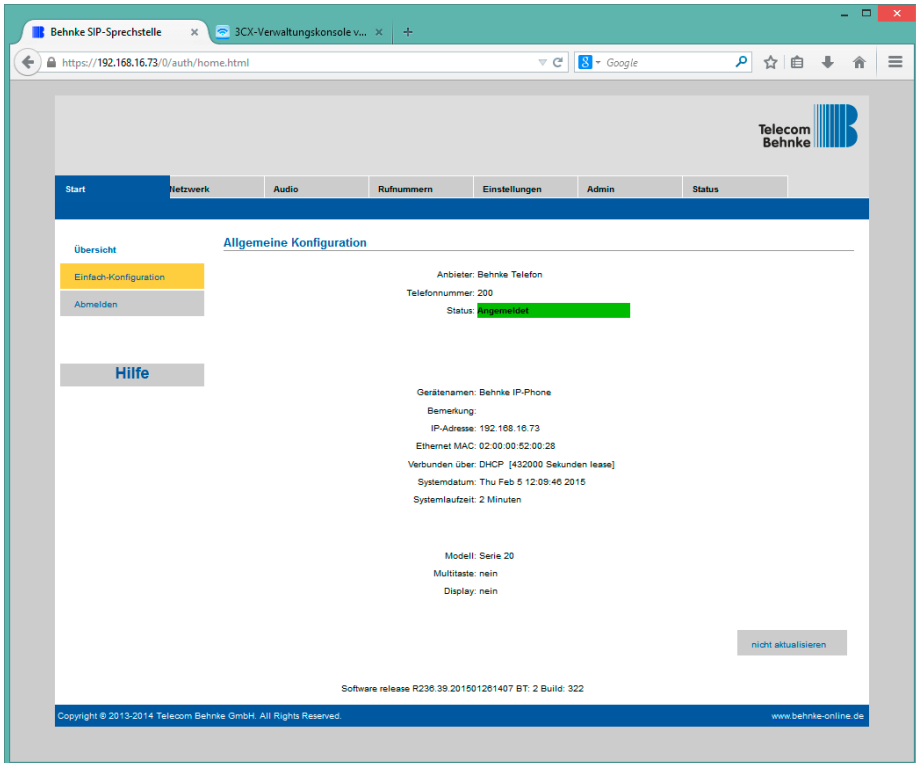 Behnke SIP-Sprechstelle
3CX-Verwaltungskonsole v...
https://192.168.16.73/0/auth/home.html
8
Google
Telecom
Behnke
Start
Netzwerk
Audio
Rufnummern
Einstellungen
Admin
Status
Übersicht
Einfach-Konfiguration
Abmelden
Hilfe
Allgemeine Konfiguration
Anbieter: Behnke Telefon
Telefonnummer: 200
Status: Angemeldet
Gerätenamen: Behnke IP-Phone
Bemerkung:
IP-Adresse: 192.168.16.73
Ethernet MAC: 02:00:00:52:00:28
Verbunden über: DHCP [432000 Sekunden lease]
Systemdatum: Thu Feb 5 12:09:46 2015
Systemlaufzeit: 2 Minuten
Modell: Serie 20
Multitaste: nein
Display: nein
nicht aktualisieren
Software release R236.39.201501261407 BT: 2 Build: 322
Copyright © 2013-2014 Telecom Behnke GmbH. All Rights Reserved.
www.behnke-online.de